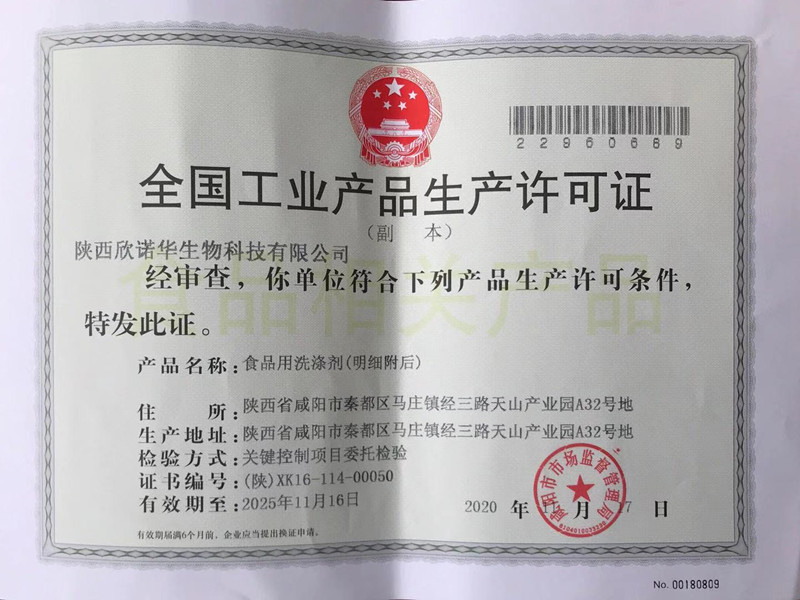 22960689
全国工业产品生产许可证
（副 本）
陕西欣诺华生物科技有限公司
经审查，你单位符合下列产品生产许可条件，
特发此证。
食品相关产品
产品名称：食品用洗涤剂(明细附后)
住 所：陕西省咸阳市秦都区马庄镇经三路天山产业园A32号地
生产地址：陕西省咸阳市秦都区马庄镇经三路天山产业园A32号地
检验方式：关键控制项目委托检验
证书编号：(陕)XK16-114-00050
有效期至：2025年11月16日
2020 年 11 月 17 日
咸阳市市场监督管理局
有效期届满6个月前，企业应当提出换证申请。
No. 00180809